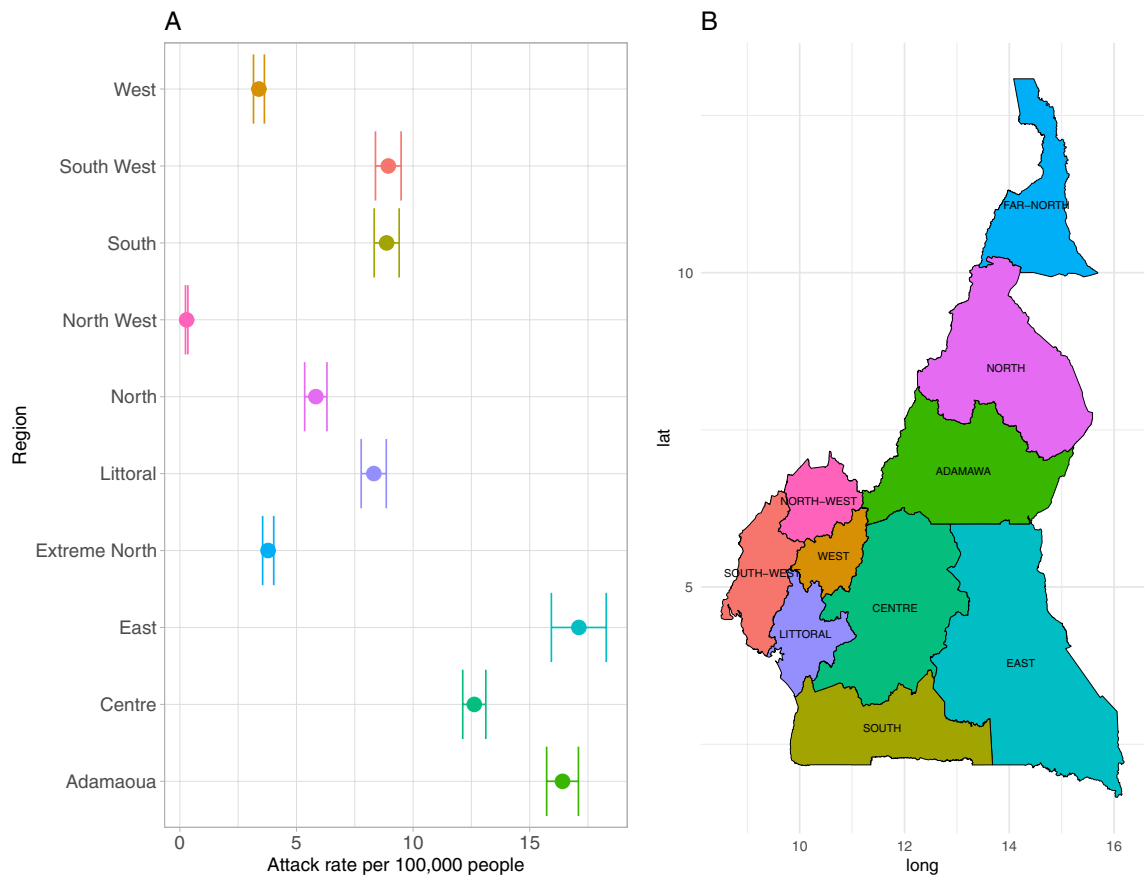 A
West
South West
South
North West
North
Littoral
Extreme North
East
Centre
Adamaoua
Region
0 5 10 15
Attack rate per 100,000 people
B
FAR−NORTH
NORTH
ADAMAWA
NORTH−WEST
WEST
SOUTH−WEST
CENTRE
LITTORAL
EAST
SOUTH
10
5
lat
10 12 14 16
long